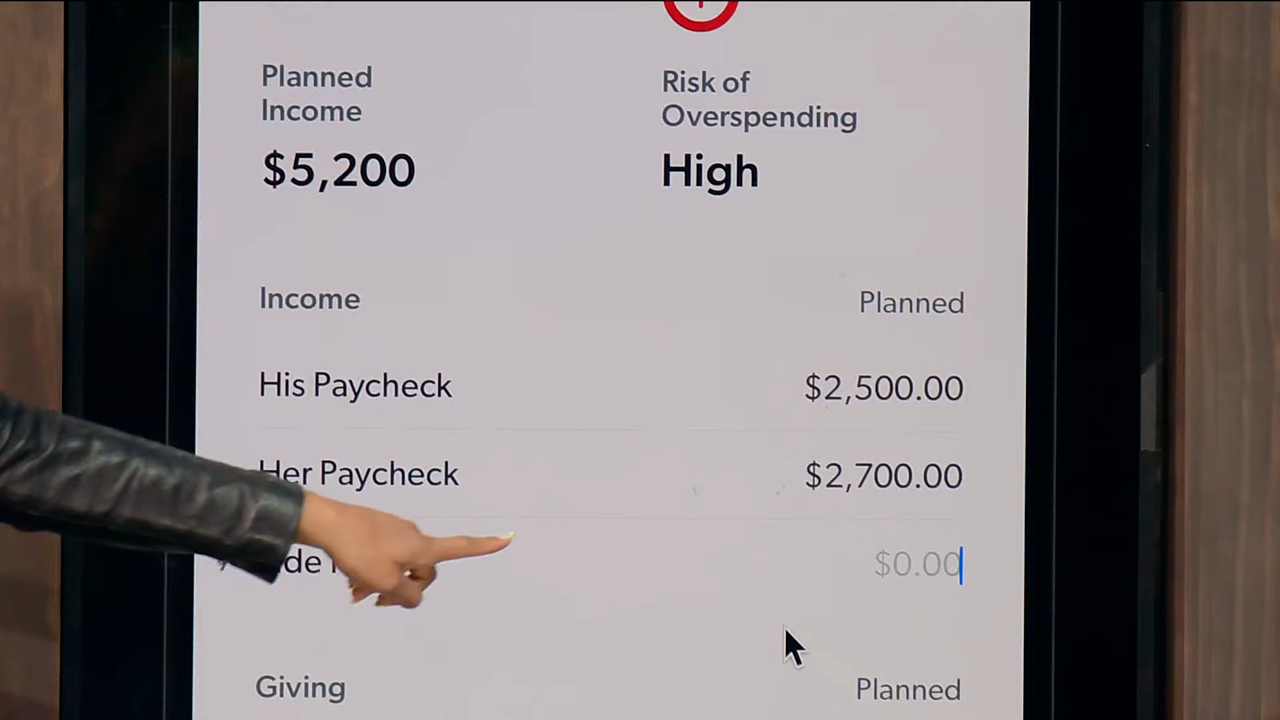 Planned
Income
$5,200
Risk of
Overspending
High
Income
Planned
His Paycheck
$2,500.00
Her Paycheck
$2,700.00
$0.00
Giving
Planned